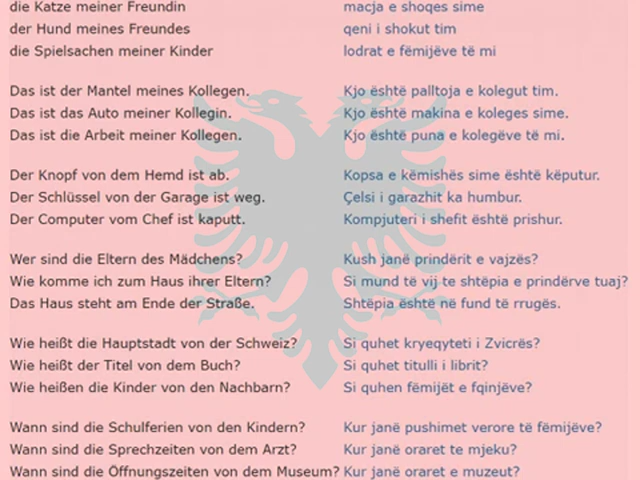 die Katze meiner Freundin macja e shoqes sime
der Hund meines Freundes qeni i shokut tim
die Spielsachen meiner Kinder lodrat e fëmijëve të mi
Das ist der Mantel meines Kollegen. Kjo është palltoja e kolegut tim.
Das ist das Auto meiner Kollegin. Kjo është makina e koleges sime.
Das ist die Arbeit meiner Kollegen. Kjo është puna e kolegëve të mi.
Der Knopf von dem Hemd ist ab. Kopsa e këmishës sime është këputur.
Der Schlüssel von der Garage ist weg. Çelsi i garazhit ka humbur.
Der Computer vom Chef ist kaputt. Kompjuteri i shefit është prishur.
Wer sind die Eltern des Mädchens? Kush janë prindërit e vajzës?
Wie komme ich zum Haus ihrer Eltern? Si mund të vij te shtëpia e prindërve tuaj?
Das Haus steht am Ende der Straße. Shtëpia është në fund të rrugës.
Wie heißt die Hauptstadt von der Schweiz? Si quhet kryeqyteti i Zvicrës?
Wie heißt der Titel von dem Buch? Si quhet titulli i librit?
Wie heißen die Kinder von den Nachbarn? Si quhen fëmijët e fqinjëve?
Wann sind die Schulferien von den Kindern? Kur janë pushimet verore të fëmijëve?
Wann sind die Sprechzeiten von dem Arzt? Kur janë oraret te mjeku?
Wann sind die Öffnungszeiten von dem Museum? Kur janë oraret e muzeut?